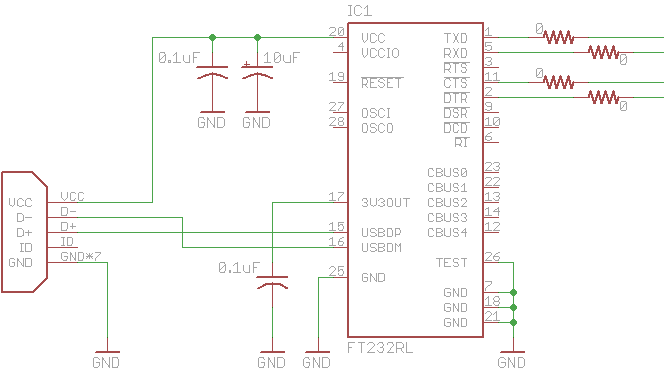 IC1
20 VCC TXD 1 0
4 VCCIO RXD 5 0
RTS 3
19 RESET CTS 11 0
DTR 2 0
27 OSCI DSR 9
28 OSCO DCD 10
RI 6
0.1uF 10uF
+
GND GND
CBUS0 23
CBUS1 22
17 3V3OUT CBUS2 13
CBUS3 14
15 USBDP CBUS4 12
16 USBDM
VCC VCC
D- D-
D+ D+
ID ID
GND GND*7
0.1uF
25 GND TEST 26
GND 7
GND 18
GND 21
FT232RL
GND GND GND GND